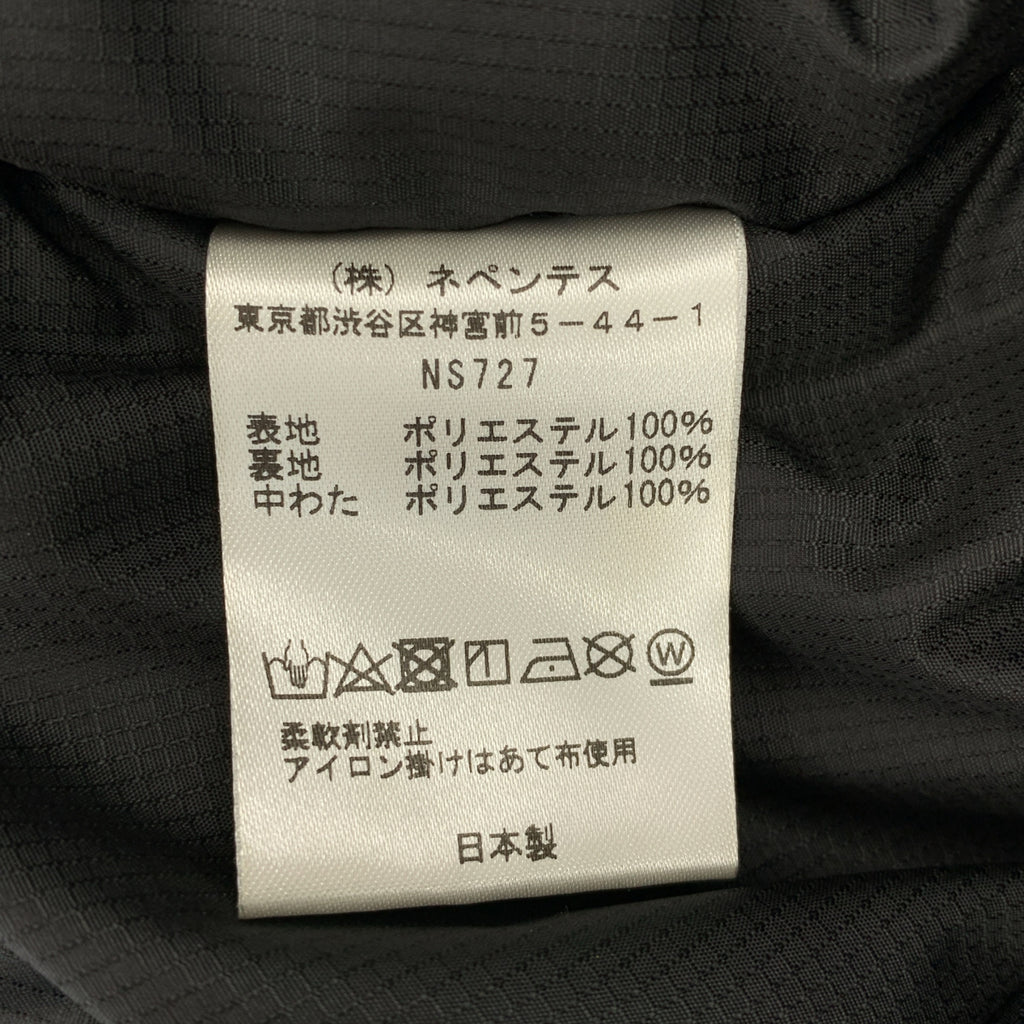 （株）ネペンテス
東京都渋谷区神宮前5-44-1
NS727
表地 ポリエステル100%
裏地 ポリエステル100%
中わた ポリエステル100%
W
柔軟剤禁止
アイロン掛けはあて布使用
日本製